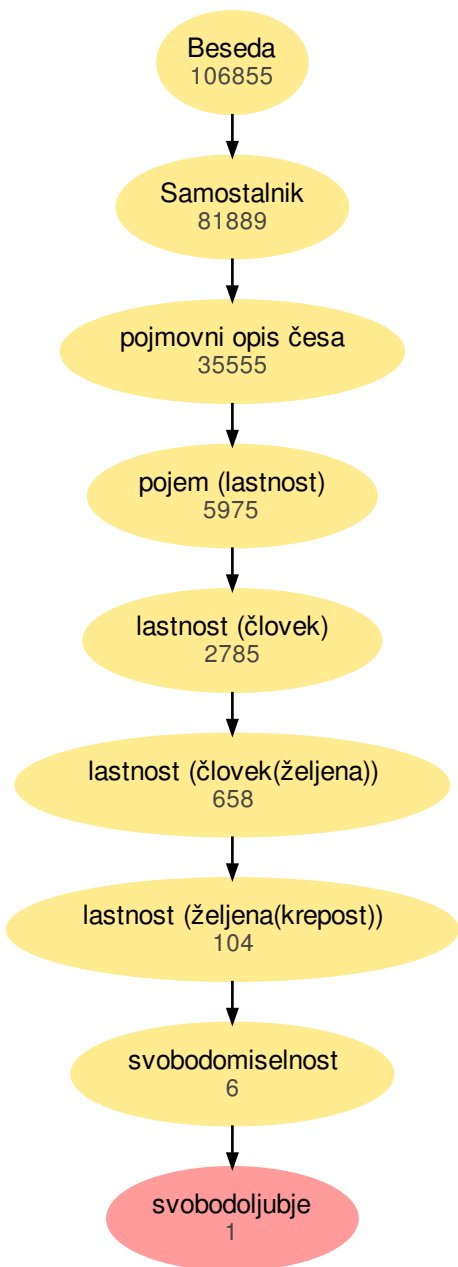 Beseda
106855
Samostalnik
81889
pojmovni opis česa
35555
pojem (lastnost)
5975
lastnost (človek)
2785
lastnost (človek(željena))
658
lastnost (željena(krepost))
104
svobodomiselnost
6
svobodoljubje
1